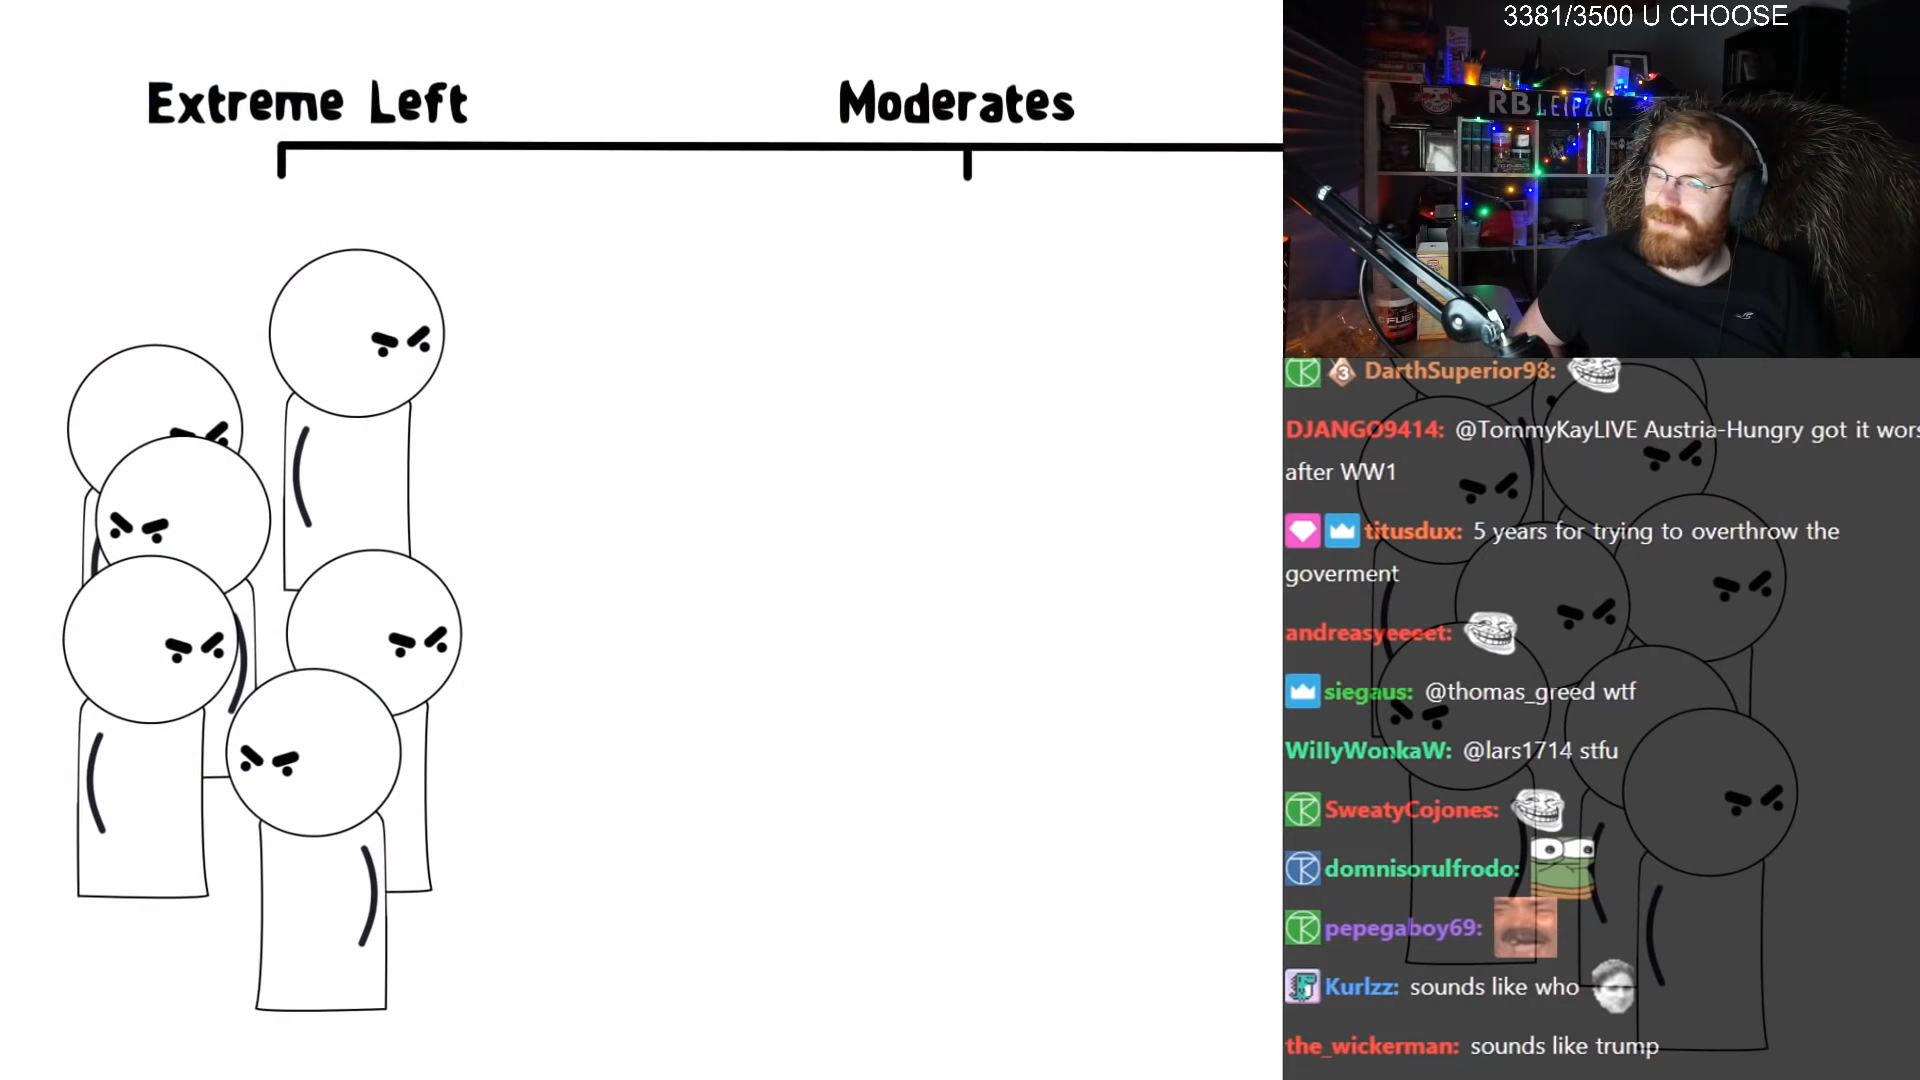 3381/3500 U CHOOSE
Extreme Left
Moderates
RB LEIPZIG
DarthSuperior98:
DJANGO9414: @TommyKayLIVE Austria-Hungry got it wors
after WW1
titusdux: 5 years for trying to overthrow the
goverment
andreasyeeeet:
siegaus: @thomas_greed wtf
WillyWonkaW: @lars1714 stfu
SweatyCojones:
domnisorulfrodo:
pepegaboy69:
Kurlzz: sounds like who
the_wickerman: sounds like trump